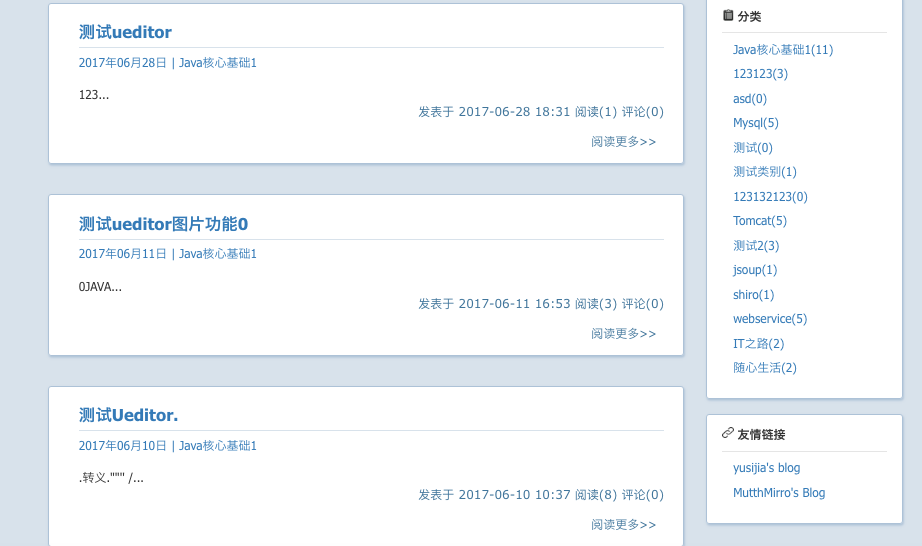 测试ueditor
2017年06月28日 | Java核心基础1
123...
发表于 2017-06-28 18:31 阅读(1) 评论(0)
阅读更多>>
测试ueditor图片功能0
2017年06月11日 | Java核心基础1
0JAVA...
发表于 2017-06-11 16:53 阅读(3) 评论(0)
阅读更多>>
测试Ueditor.
2017年06月10日 | Java核心基础1
.转义."""" /...
发表于 2017-06-10 10:37 阅读(8) 评论(0)
阅读更多>>
分类
Java核心基础1(11)
123123(3)
asd(0)
Mysql(5)
测试(0)
测试类别(1)
123132123(0)
Tomcat(5)
测试2(3)
jsoup(1)
shiro(1)
webservice(5)
IT之路(2)
随心生活(2)
友情链接
yusijia's blog
MutthMirro's Blog